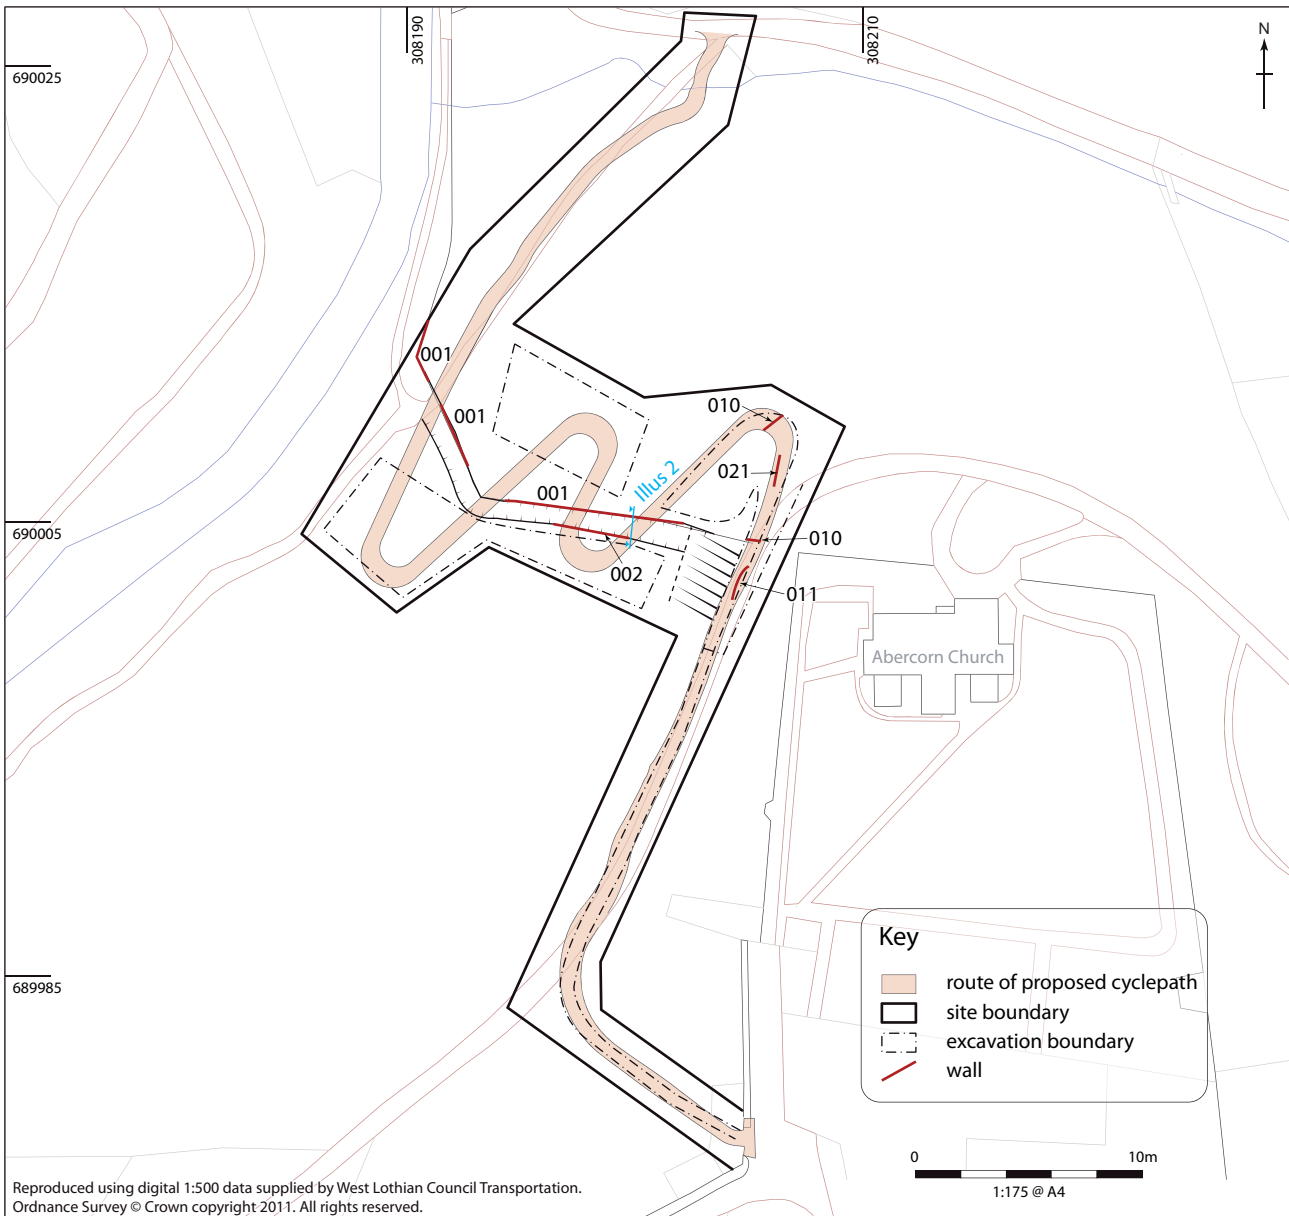 308190
308210
N
690025
001
001
010
021
Illus 2
001
690005
010
002
011
Abercorn Church
Key
route of proposed cyclepath
site boundary
excavation boundary
wall
689985
0 10m
1:175 @ A4
Reproduced using digital 1:500 data supplied by West Lothian Council Transportation.
Ordnance Survey © Crown copyright 2011. All rights reserved.